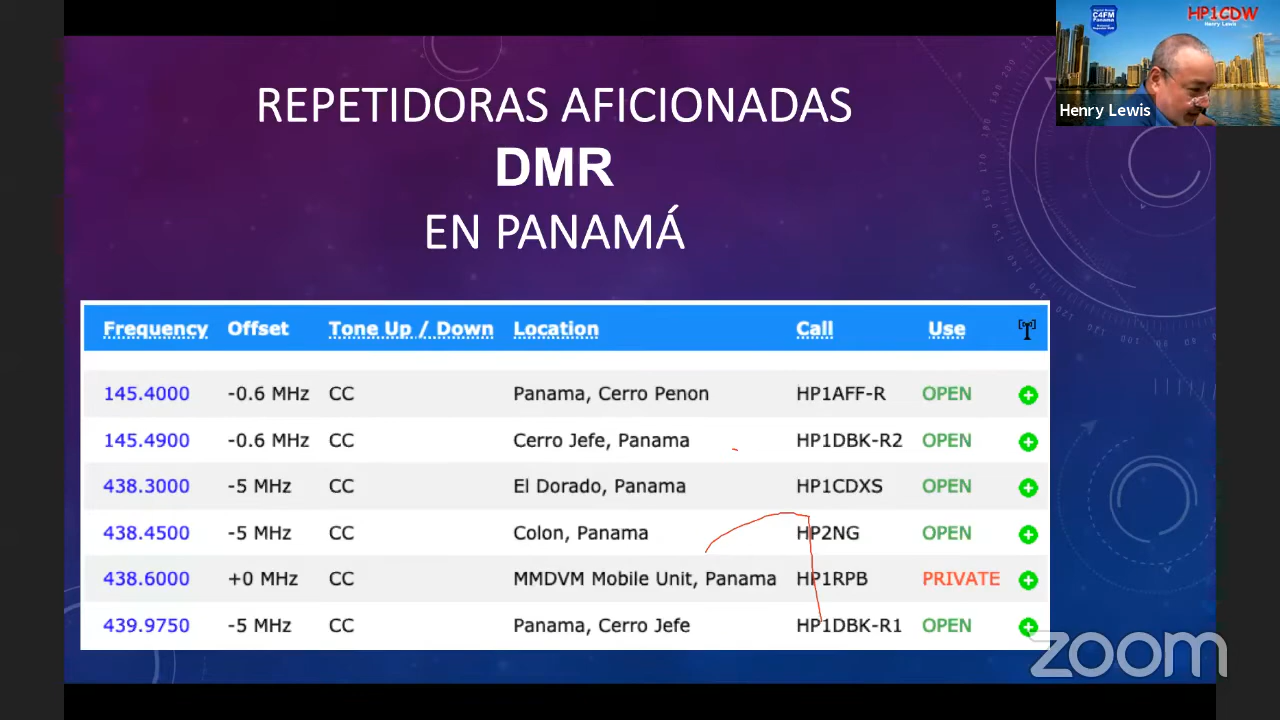 C4FM
Panama
HP1CDW
Henry Lewis
Henry Lewis
REPETIDORAS AFICIONADAS
DMR
EN PANAMÁ
Frequency Offset Tone Up / Down Location Call Use
145.4000 -0.6 MHz CC Panama, Cerro Penon HP1AFF-R OPEN
145.4900 -0.6 MHz CC Cerro Jefe, Panama HP1DBK-R2 OPEN
438.3000 -5 MHz CC El Dorado, Panama HP1CDXS OPEN
438.4500 -5 MHz CC Colon, Panama HP2NG OPEN
438.6000 +0 MHz CC MMDVM Mobile Unit, Panama HP1RPB PRIVATE
439.9750 -5 MHz CC Panama, Cerro Jefe HP1DBK-R1 OPEN
zoom